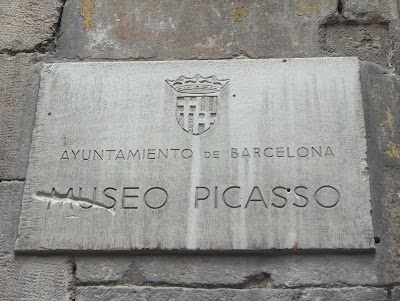 AYUNTAMIENTO DE BARCELONA
MUSEO PICASSO